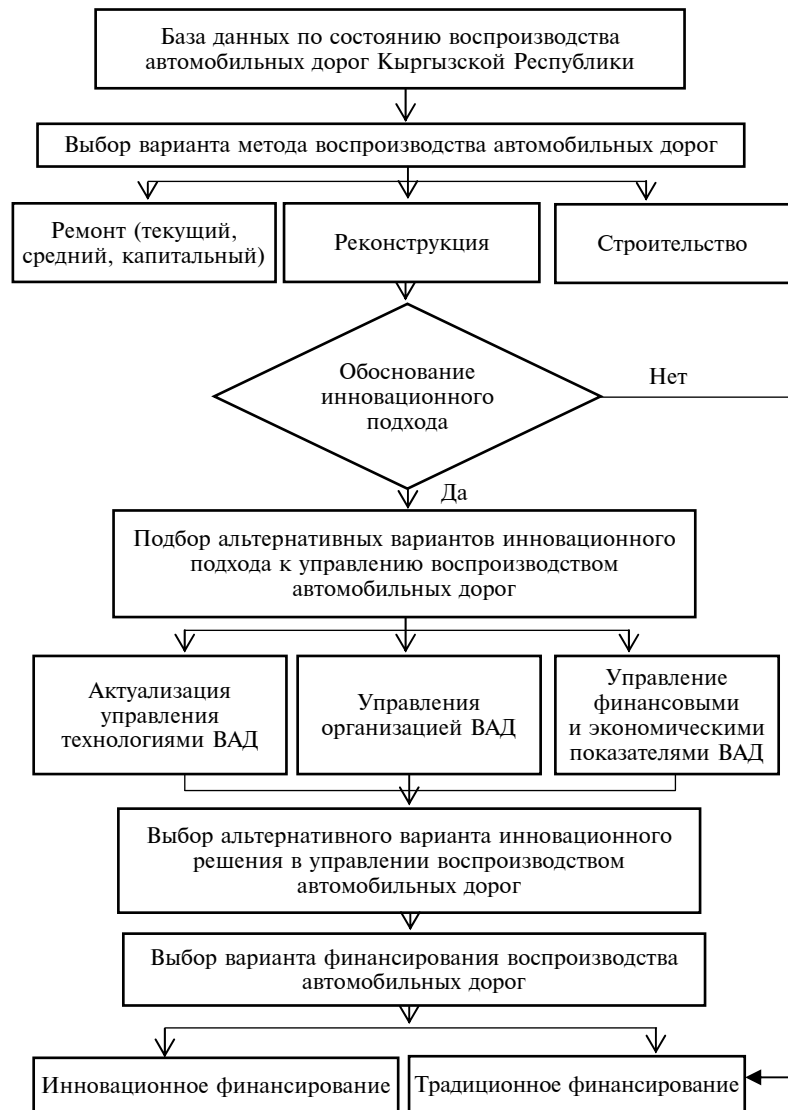 База данных по состоянию воспроизводства
автомобильных дорог Кыргызской Республики
Выбор варианта метода воспроизводства автомобильных дорог
Ремонт (текущий,
средний, капитальный)
Реконструкция
Строительство
Обоснование
инновационного
подхода
Нет
Да
Подбор альтернативных вариантов инновационного
подхода к управлению воспроизводством
автомобильных дорог
Актуализация
управления
технологиями ВАД
Управления
организацией ВАД
Управление
финансовыми
и экономическими
показателями ВАД
Выбор альтернативного варианта инновационного
решения в управлении воспроизводством
автомобильных дорог
Выбор варианта финансирования воспроизводства
автомобильных дорог
Инновационное финансирование
Традиционное финансирование